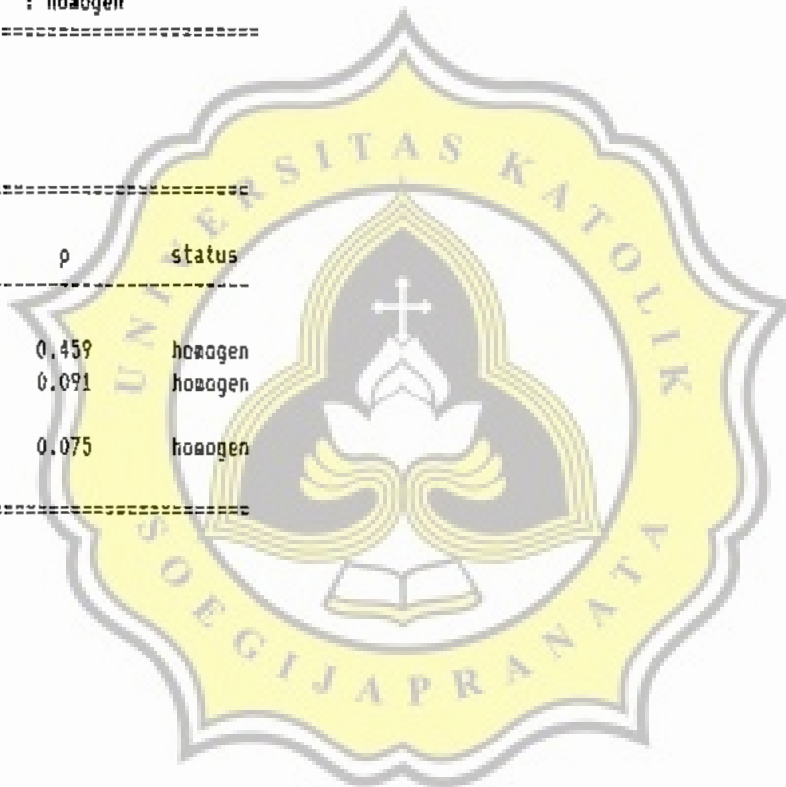 : homogen
==========================
==========================
p status
--------------------------
0.459 homogen
0.091 homogen
0.075 homogen
==========================
UNIVERSITAS KATOLIK
SOEGIJAPRANATA